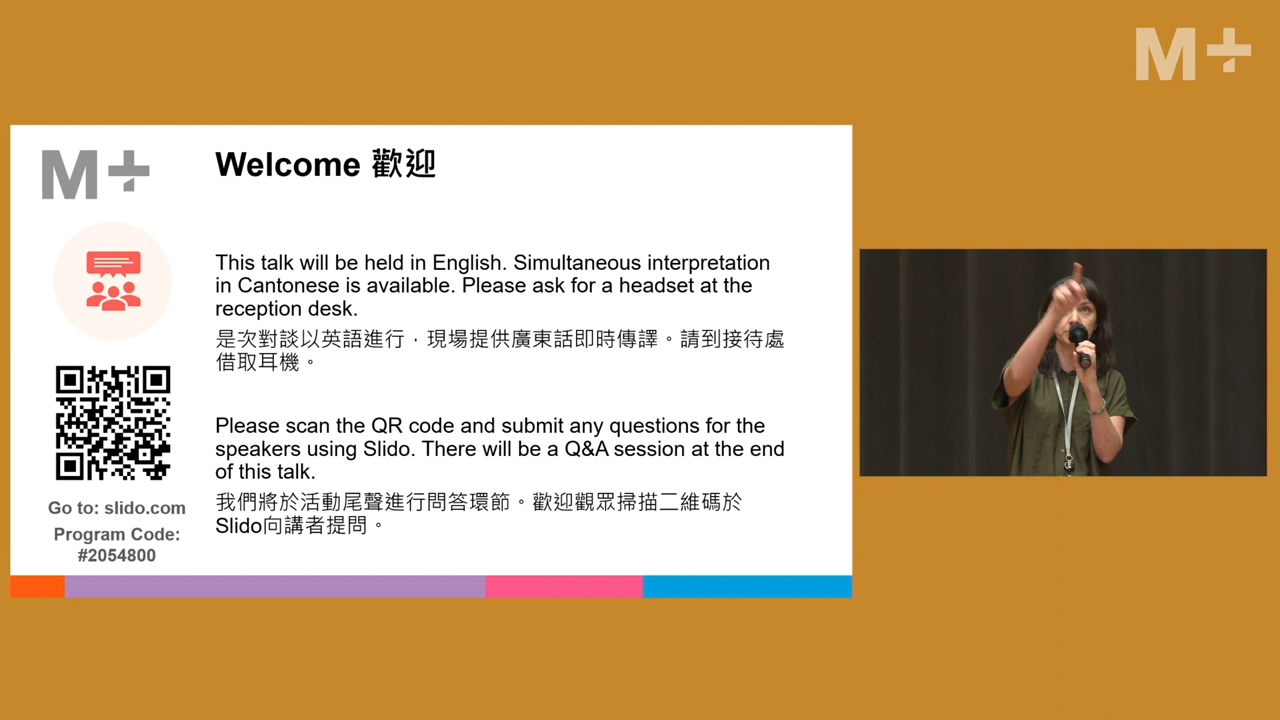 M+
M+
Welcome 歡迎
This talk will be held in English. Simultaneous interpretation
in Cantonese is available. Please ask for a headset at the
reception desk.
是次對談以英語進行，現場提供廣東話即時傳譯。請到接待處
借取耳機。
Please scan the QR code and submit any questions for the
speakers using Slido. There will be a Q&A session at the end
of this talk.
我們將於活動尾聲進行問答環節。歡迎觀眾掃描二維碼於
Slido向講者提問。
Go to: slido.com
Program Code:
#2054800